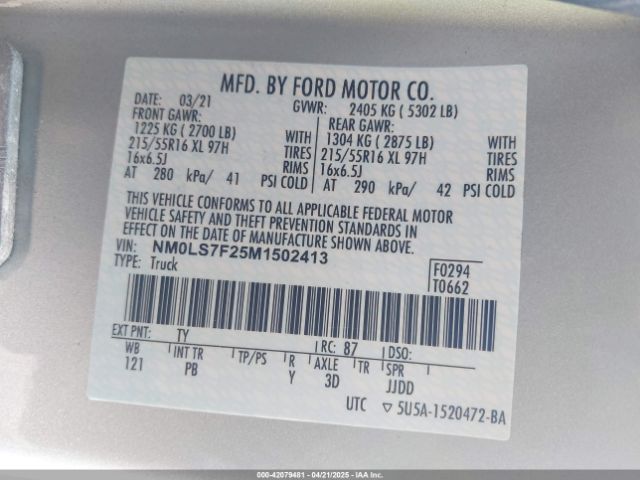 MFD. BY FORD MOTOR CO.
DATE: 03/21 GVWR: 2405 KG ( 5302 LB)
FRONT GAWR: REAR GAWR:
1225 KG ( 2700 LB) WITH 1304 KG ( 2875 LB) WITH
215/55R16 XL 97H TIRES 215/55R16 XL 97H TIRES
16x6.5J RIMS 16x6.5J RIMS
AT 280 kPa/ 41 PSI COLD AT 290 kPa/ 42 PSI COLD
THIS VEHICLE CONFORMS TO ALL APPLICABLE FEDERAL MOTOR
VEHICLE SAFETY AND THEFT PREVENTION STANDARDS IN
EFFECT ON THE DATE OF MANUFACTURE SHOWN ABOVE.
VIN: NM0LS7F25M1502413
TYPE: Truck
F0294
T0662
EXT PNT: TY RC: 87 DSO:
WB INT TR TP/PS R AXLE TR SPR
121 PB Y 3D JJDD
UTC ▽ 5U5A-1520472-BA
000-42079481 - 04/21/2025 - IAA Inc.